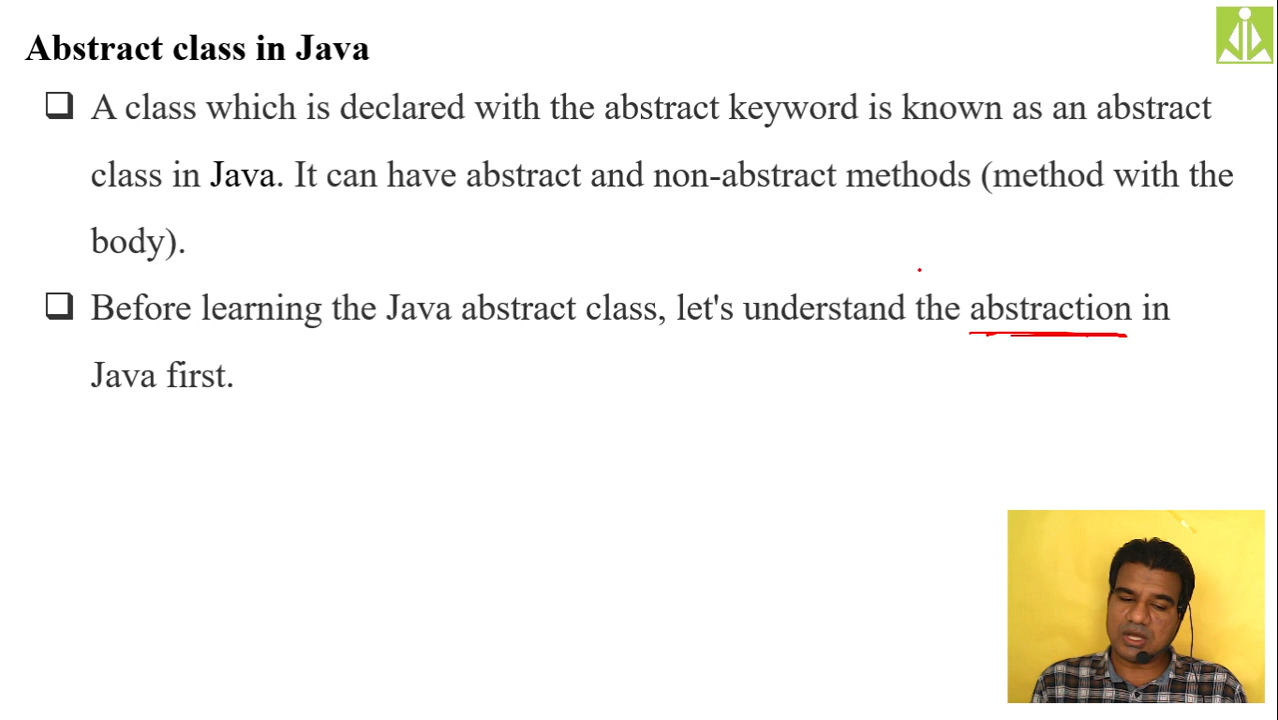 Abstract class in Java
❑ A class which is declared with the abstract keyword is known as an abstract
class in Java. It can have abstract and non-abstract methods (method with the
body).
❑ Before learning the Java abstract class, let's understand the abstraction in
Java first.